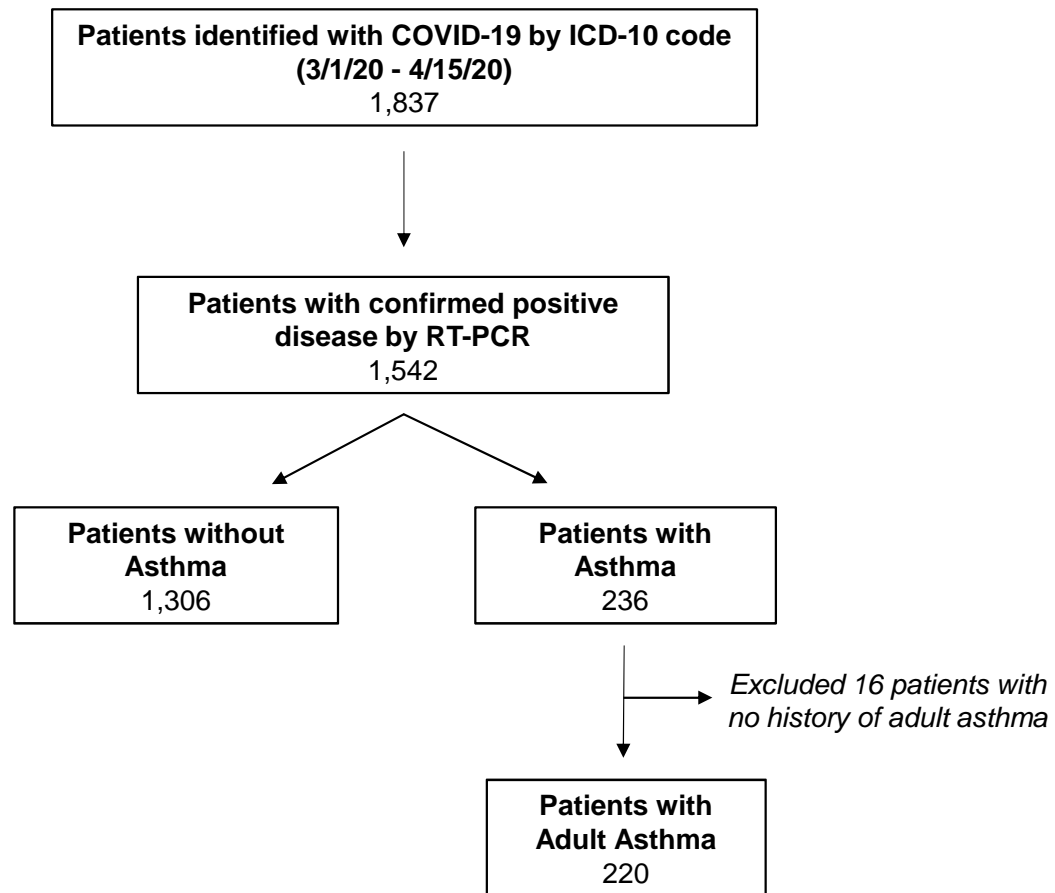 Patients identified with COVID-19 by ICD-10 code
(3/1/20 - 4/15/20)
1,837
Patients with confirmed positive
disease by RT-PCR
1,542
Patients without
Asthma
1,306
Patients with
Asthma
236
Excluded 16 patients with
no history of adult asthma
Patients with
Adult Asthma
220